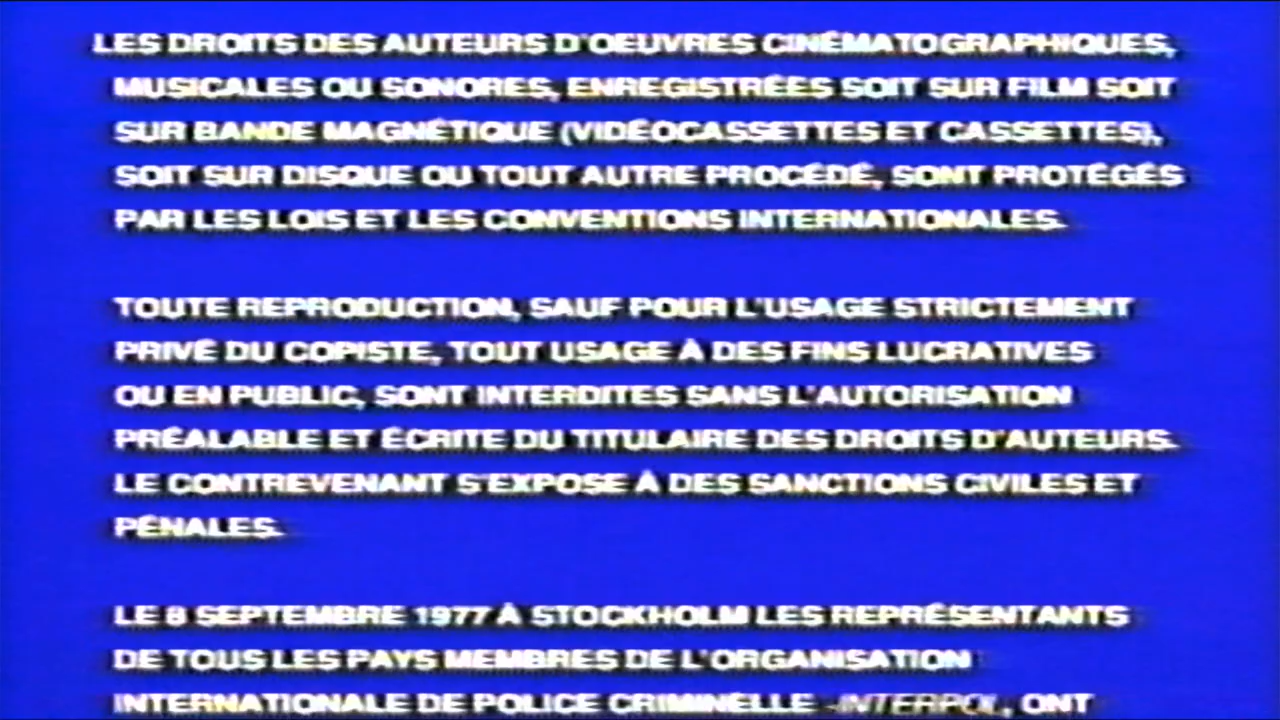 LES DROITS DES AUTEURS D'OEUVRES CINÉMATOGRAPHIQUES,
MUSICALES OU SONORES, ENREGISTRÉES SOIT SUR FILM SOIT
SUR BANDE MAGNÉTIQUE (VIDÉOCASSETTES ET CASSETTES),
SOIT SUR DISQUE OU TOUT AUTRE PROCÉDÉ, SONT PROTÉGÉS
PAR LES LOIS ET LES CONVENTIONS INTERNATIONALES.
TOUTE REPRODUCTION, SAUF POUR L'USAGE STRICTEMENT
PRIVÉ DU COPISTE, TOUT USAGE À DES FINS LUCRATIVES
OU EN PUBLIC, SONT INTERDITES SANS L'AUTORISATION
PRÉALABLE ET ÉCRITE DU TITULAIRE DES DROITS D'AUTEURS.
LE CONTREVENANT S'EXPOSE À DES SANCTIONS CIVILES ET
PÉNALES.
LE 8 SEPTEMBRE 1977 À STOCKHOLM LES REPRÉSENTANTS
DE TOUS LES PAYS MEMBRES DE L'ORGANISATION
INTERNATIONALE DE POLICE CRIMINELLE -INTERPOL, ONT